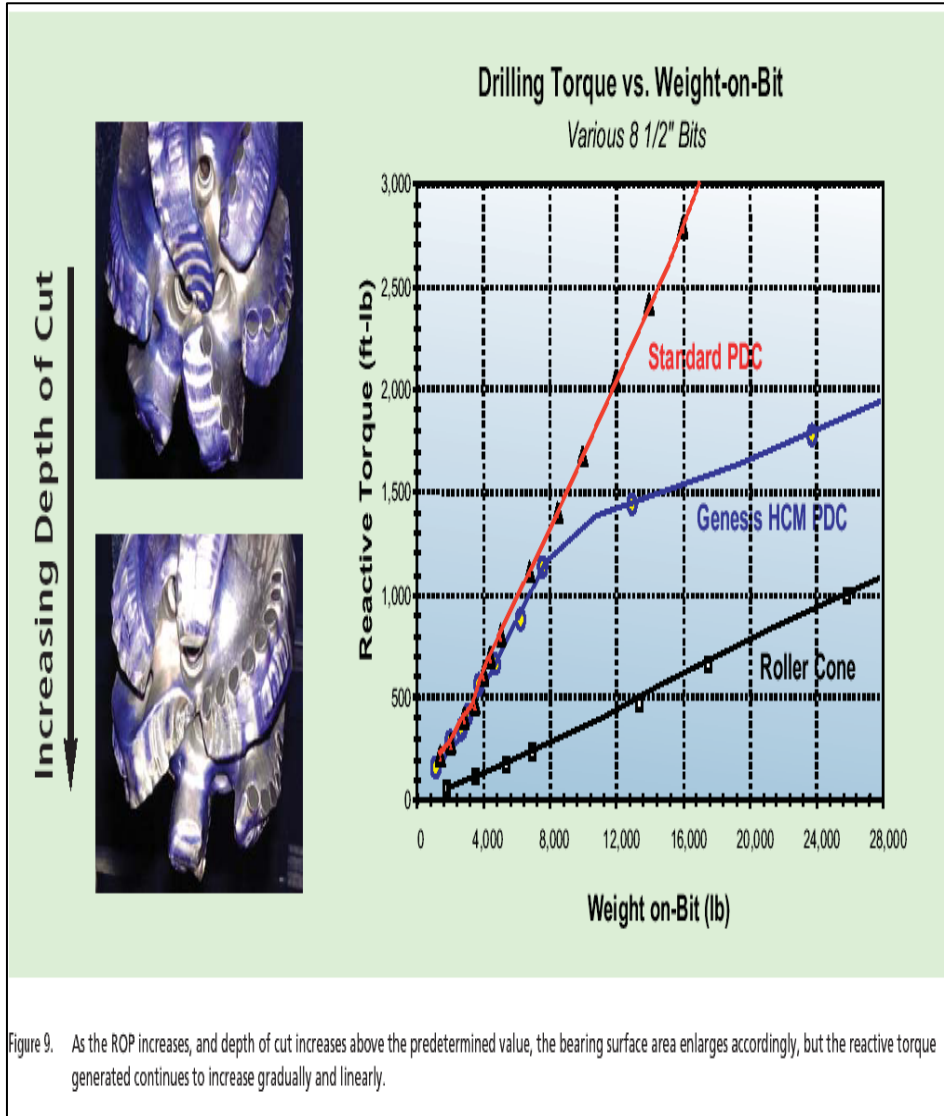 Drilling Torque vs. Weight-on-Bit
Various 8 1/2" Bits
Increasing Depth of Cut
Reactive Torque (ft-lb)
3,000
2,500
2,000
1,500
1,000
500
0
Standard PDC
Genesis HCM PDC
Roller Cone
0 4,000 8,000 12,000 16,000 20,000 24,000 28,000
Weight on-Bit (lb)
Figure 9. As the ROP increases, and depth of cut increases above the predetermined value, the bearing surface area enlarges accordingly, but the reactive torque
generated continues to increase gradually and linearly.